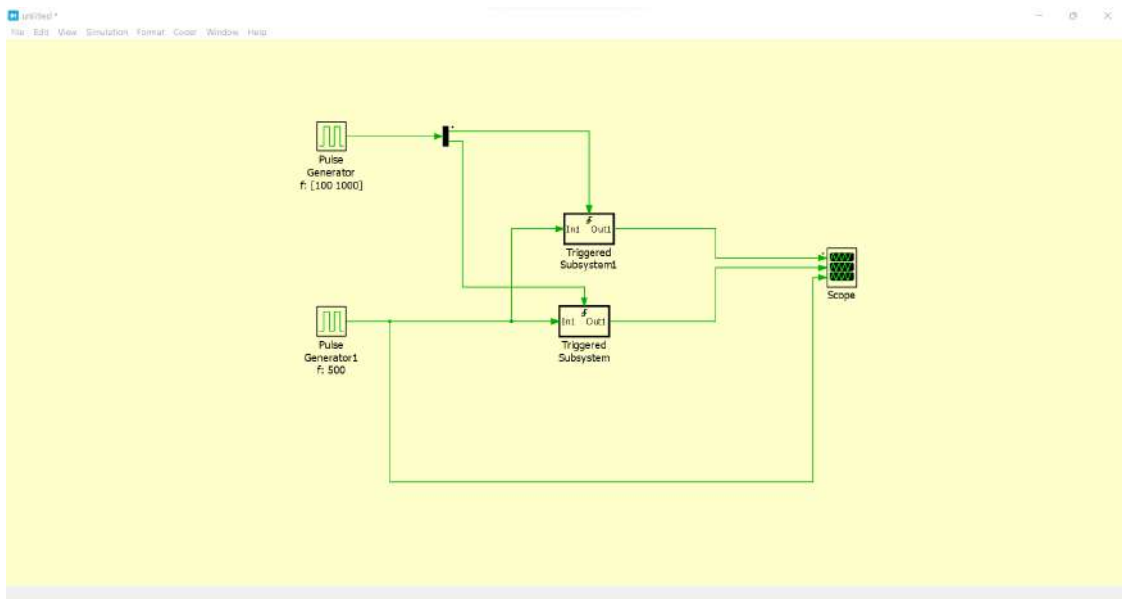 untitled *
File Edit View Simulation Format Coder Window Help
Pulse
Generator
f: [100 1000]
In1 Out1
Triggered
Subsystem1
Scope
Pulse
Generator1
f: 500
In1 Out1
Triggered
Subsystem